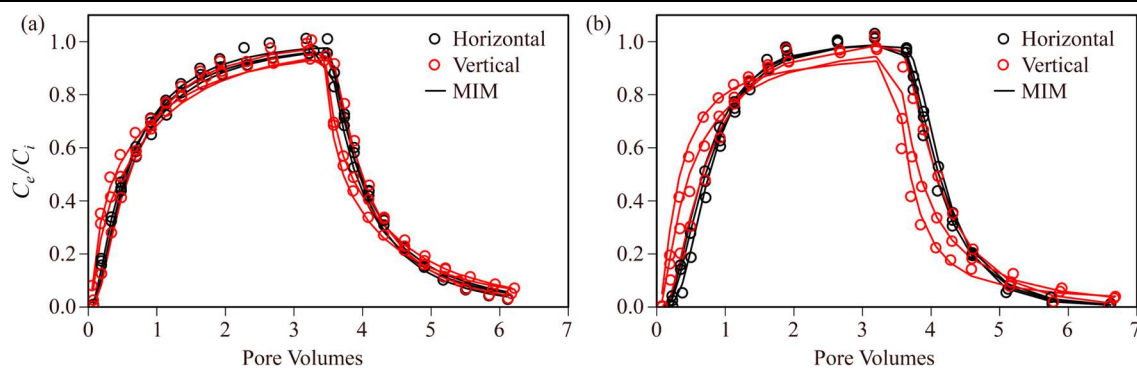 (a)
1.0
0.8
0.6
0.4
0.2
0.0
C_e/C_i
Horizontal
Vertical
MIM
0 1 2 3 4 5 6 7
Pore Volumes
(b)
1.0
0.8
0.6
0.4
0.2
0.0
Horizontal
Vertical
MIM
0 1 2 3 4 5 6 7
Pore Volumes